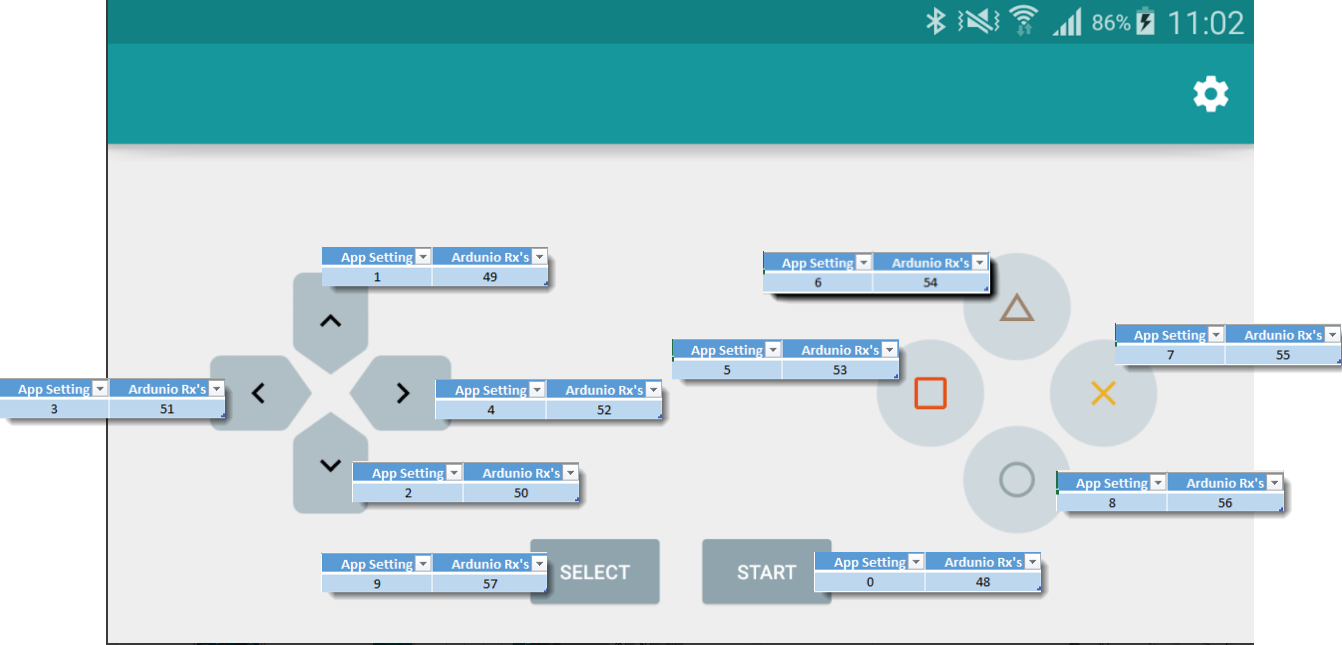 86% 11:02
App Setting Ardunio Rx's
1 49
App Setting Ardunio Rx's
6 54
App Setting Ardunio Rx's
7 55
App Setting Ardunio Rx's
5 53
App Setting Ardunio Rx's
3 51
App Setting Ardunio Rx's
4 52
App Setting Ardunio Rx's
2 50
App Setting Ardunio Rx's
8 56
App Setting Ardunio Rx's
9 57
SELECT
START
App Setting Ardunio Rx's
0 48